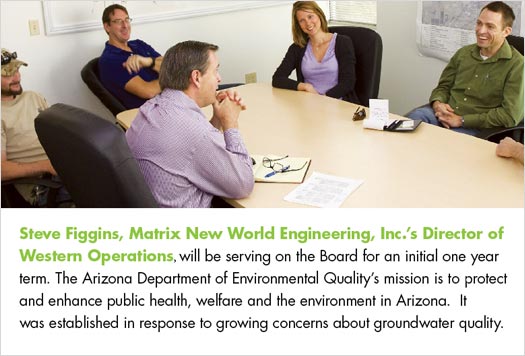 Steve Figgins, Matrix New World Engineering, Inc.'s Director of
Western Operations, will be serving on the Board for an initial one year
term. The Arizona Department of Environmental Quality's mission is to protect
and enhance public health, welfare and the environment in Arizona.  It
was established in response to growing concerns about groundwater quality.